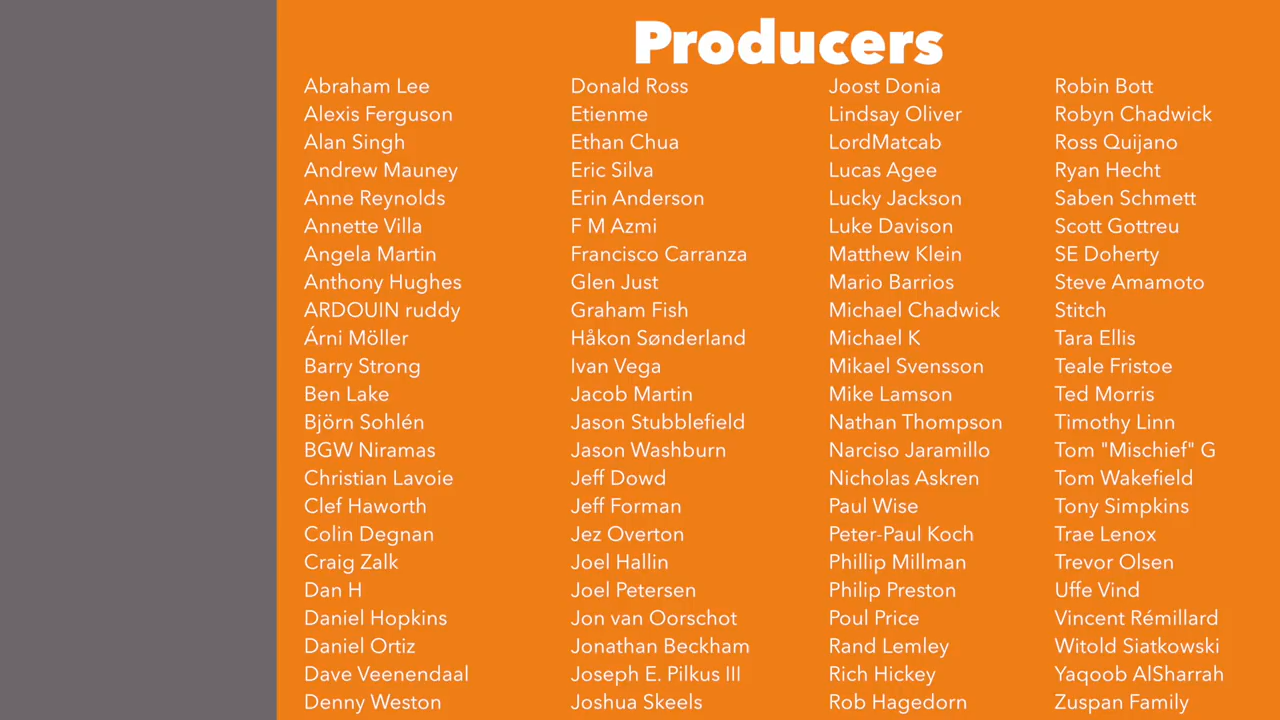 Producers
Abraham Lee
Alexis Ferguson
Alan Singh
Andrew Mauney
Anne Reynolds
Annette Villa
Angela Martin
Anthony Hughes
ARDOUIN ruddy
Árni Möller
Barry Strong
Ben Lake
Björn Sohlén
BGW Niramas
Christian Lavoie
Clef Haworth
Colin Degnan
Craig Zalk
Dan H
Daniel Hopkins
Daniel Ortiz
Dave Veenendaal
Denny Weston
Donald Ross
Etienme
Ethan Chua
Eric Silva
Erin Anderson
F M Azmi
Francisco Carranza
Glen Just
Graham Fish
Håkon Sønderland
Ivan Vega
Jacob Martin
Jason Stubblefield
Jason Washburn
Jeff Dowd
Jeff Forman
Jez Overton
Joel Hallin
Joel Petersen
Jon van Oorschot
Jonathan Beckham
Joseph E. Pilkus III
Joshua Skeels
Joost Donia
Lindsay Oliver
LordMatcab
Lucas Agee
Lucky Jackson
Luke Davison
Matthew Klein
Mario Barrios
Michael Chadwick
Michael K
Mikael Svensson
Mike Lamson
Nathan Thompson
Narciso Jaramillo
Nicholas Askren
Paul Wise
Peter-Paul Koch
Phillip Millman
Philip Preston
Poul Price
Rand Lemley
Rich Hickey
Rob Hagedorn
Robin Bott
Robyn Chadwick
Ross Quijano
Ryan Hecht
Saben Schmett
Scott Gottreu
SE Doherty
Steve Amamoto
Stitch
Tara Ellis
Teale Fristoe
Ted Morris
Timothy Linn
Tom "Mischief" G
Tom Wakefield
Tony Simpkins
Trae Lenox
Trevor Olsen
Uffe Vind
Vincent Rémillard
Witold Siatkowski
Yaqoob AlSharrah
Zuspan Family